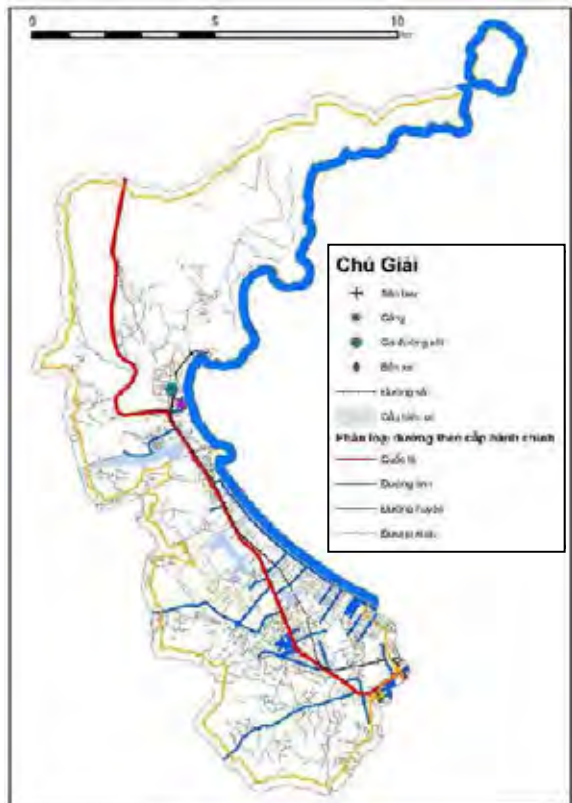 0 5 10
Km
Chú Giải
Sân bay
Cảng
Ga đường sắt
Bến xe
Đường sắt
Phân loại đường theo cấp hành chính
Quốc lộ
Đường tỉnh
Đường huyện